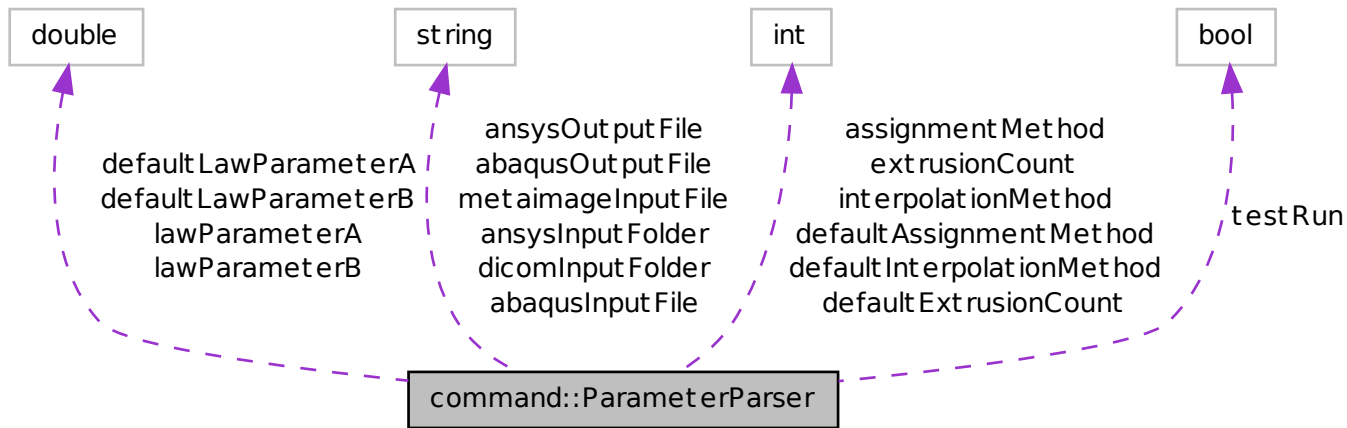 double
string
int
bool
defaultLawParameterA
defaultLawParameterB
lawParameterA
lawParameterB
ansysOutputFile
abaqusOutputFile
metaimageInputFile
ansysInputFolder
dicomInputFolder
abaqusInputFile
assignmentMethod
extrusionCount
interpolationMethod
defaultAssignmentMethod
defaultInterpolationMethod
defaultExtrusionCount
testRun
command::ParameterParser